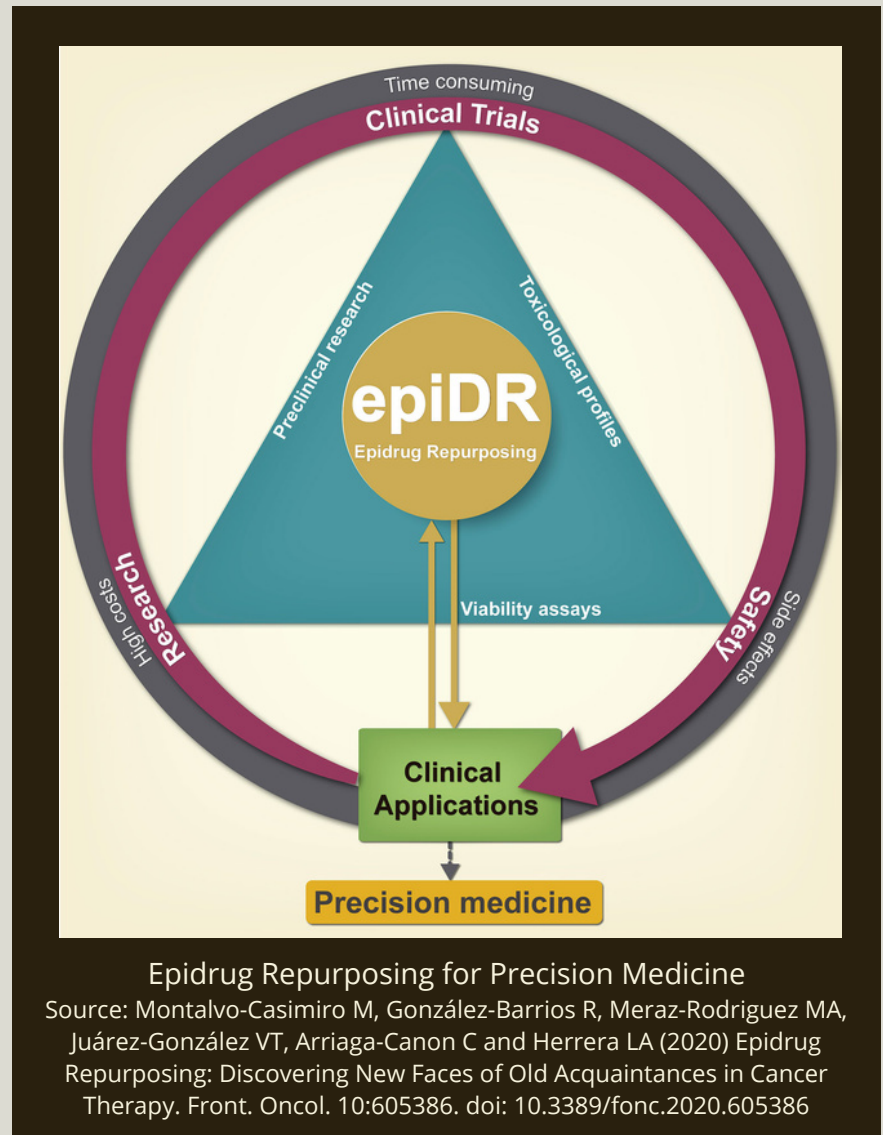 Time consuming
Clinical Trials
Preclinical research
Toxicological profiles
epiDR
Epidrug Repurposing
Viability assays
High costs
Research
Safety
Side effects
Clinical
Applications
Precision medicine
Epidrug Repurposing for Precision Medicine
Source: Montalvo-Casimiro M, González-Barrios R, Meraz-Rodriguez MA,
Juárez-González VT, Arriaga-Canon C and Herrera LA (2020) Epidrug
Repurposing: Discovering New Faces of Old Acquaintances in Cancer
Therapy. Front. Oncol. 10:605386. doi: 10.3389/fonc.2020.605386